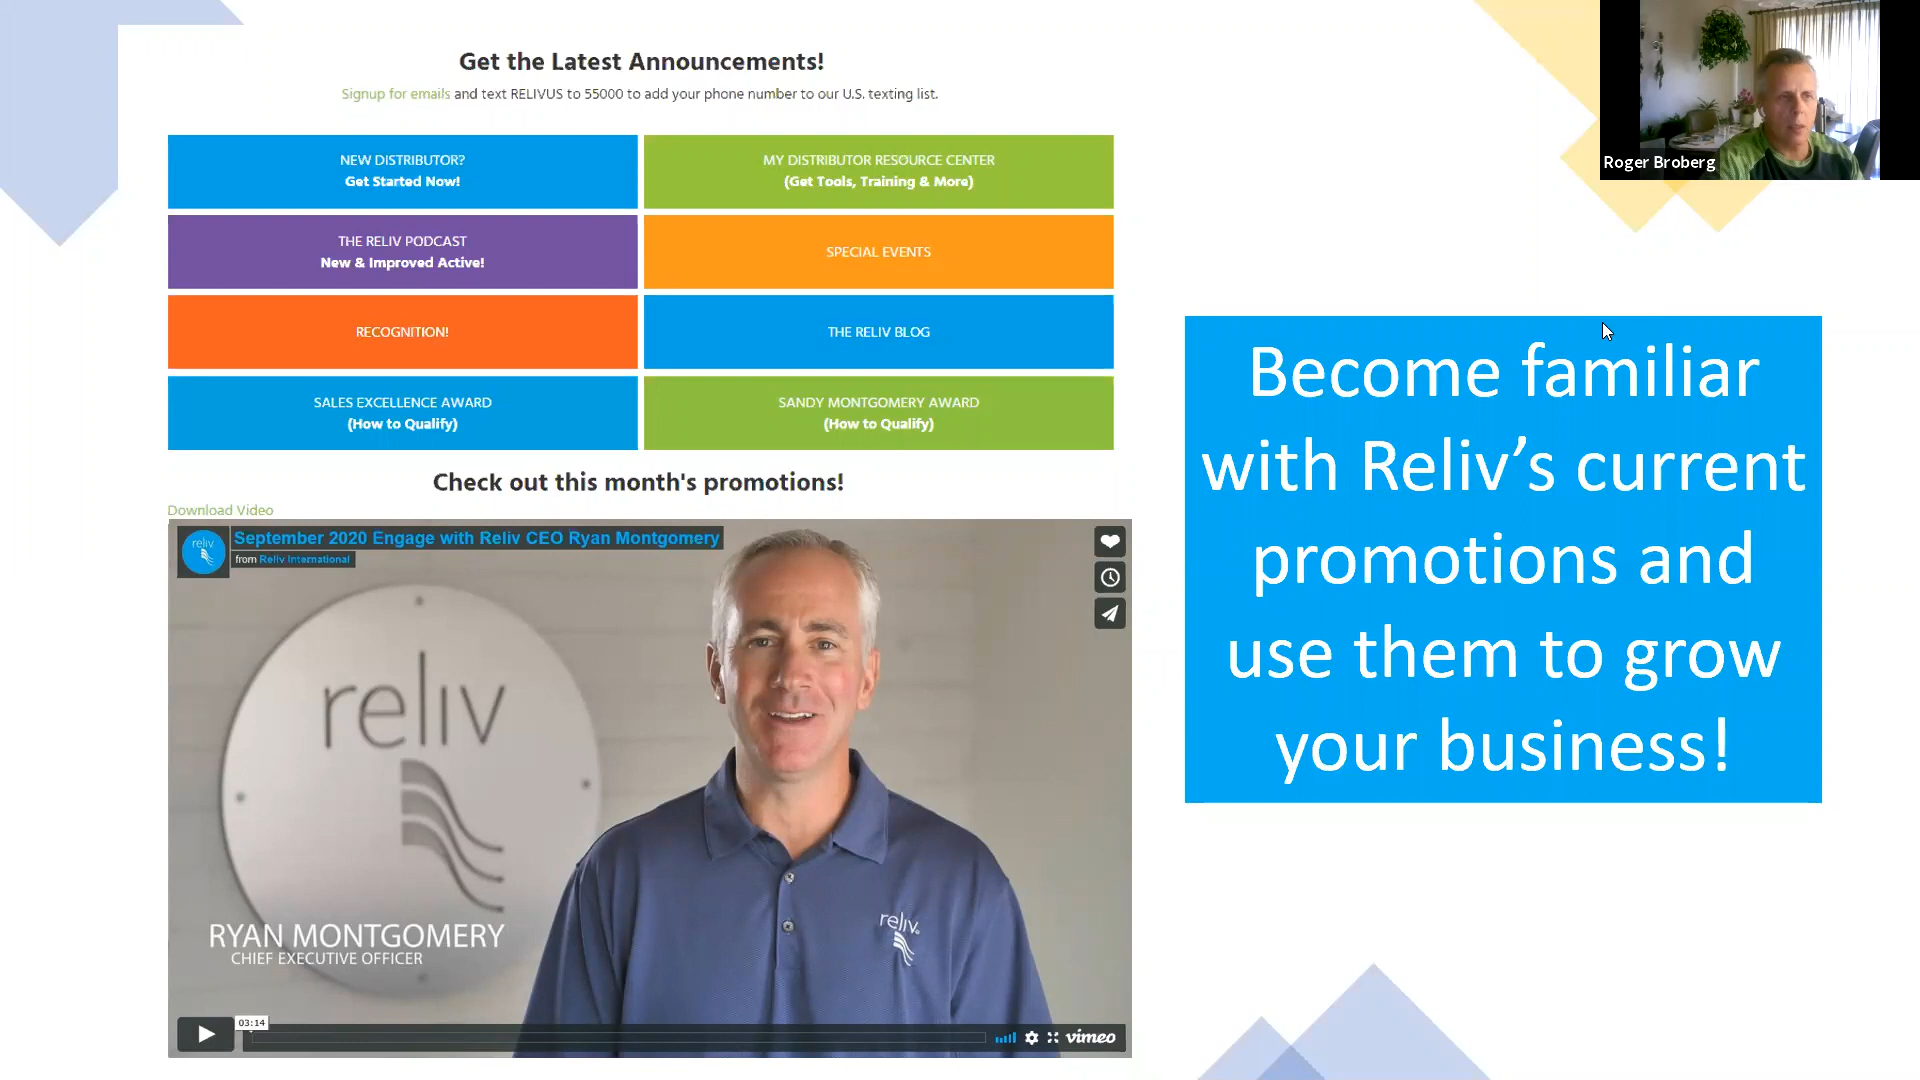 Get the Latest Announcements!
Signup for emails and text RELIVUS to 55000 to add your phone number to our U.S. texting list.
NEW DISTRIBUTOR?
Get Started Now!
MY DISTRIBUTOR RESOURCE CENTER
(Get Tools, Training & More)
THE RELIV PODCAST
New & Improved Active!
SPECIAL EVENTS
RECOGNITION!
THE RELIV BLOG
SALES EXCELLENCE AWARD
(How to Qualify)
SANDY MONTGOMERY AWARD
(How to Qualify)
Check out this month's promotions!
Download Video
reliv
September 2020 Engage with Reliv CEO Ryan Montgomery
from Reliv International
reliv
reliv
RYAN MONTGOMERY
CHIEF EXECUTIVE OFFICER
03:14
vimeo
Roger Broberg
Become familiar
with Reliv’s current
promotions and
use them to grow
your business!